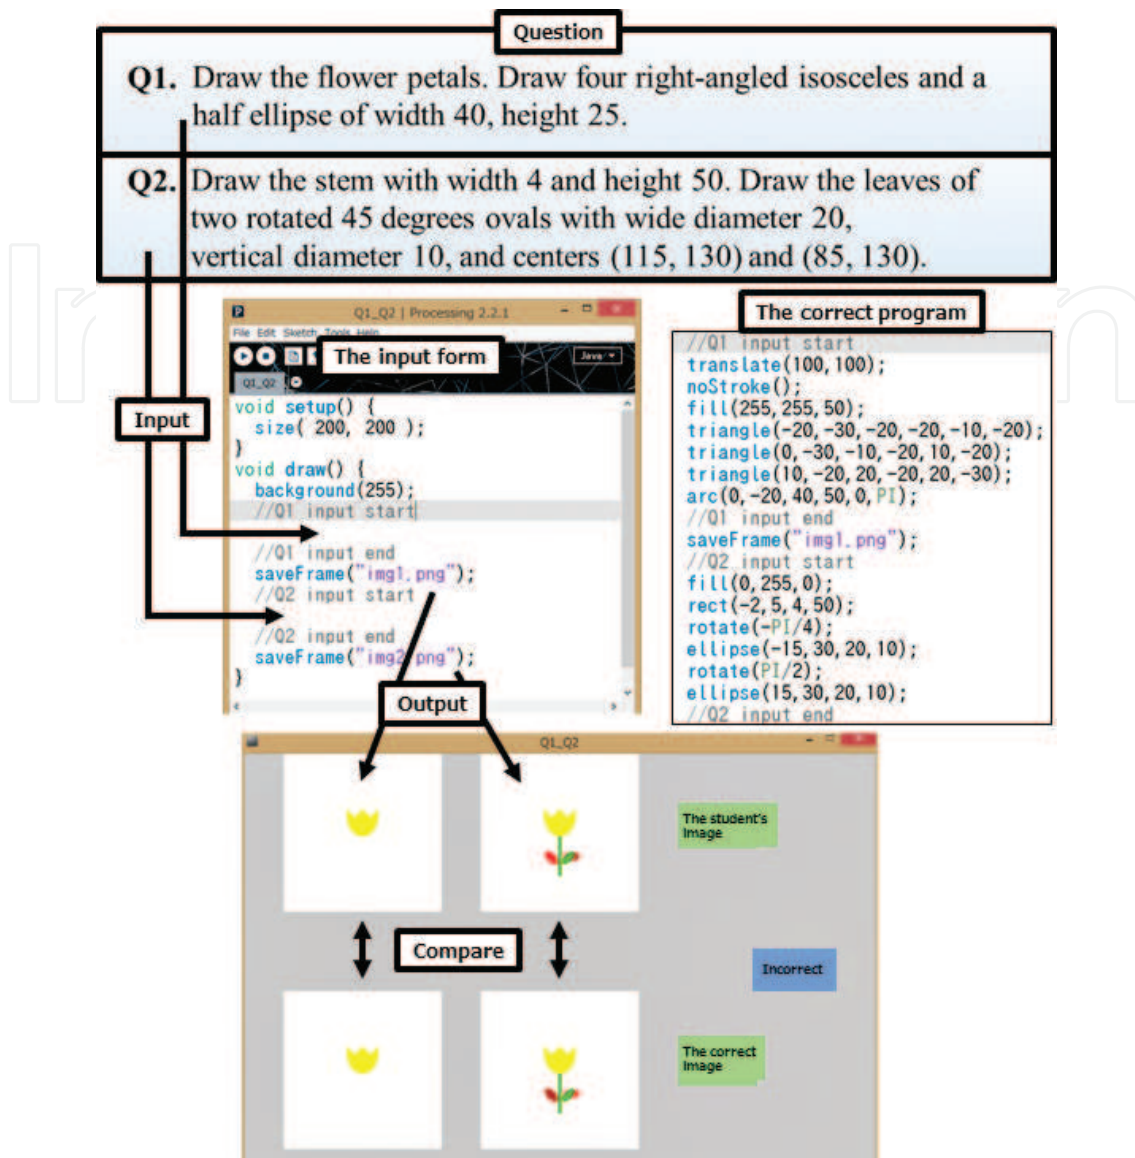 Question
Q1. Draw the flower petals. Draw four right-angled isosceles and a
half ellipse of width 40, height 25.
Q2. Draw the stem with width 4 and height 50. Draw the leaves of
two rotated 45 degrees ovals with wide diameter 20,
vertical diameter 10, and centers (115, 130) and (85, 130).
Q1_Q2 | Processing 2.2.1
File Edit Sketch Tools Help
The input form
Java
Q1_Q2
Input
void setup() {
size( 200, 200 );
}
void draw() {
background(255);
//Q1 input start
//Q1 input end
saveFrame("img1.png");
//Q2 input start
//Q2 input end
saveFrame("img2.png");
}
The correct program
//Q1 input start
translate(100,100);
noStroke();
fill(255,255,50);
triangle(-20,-30,-20,-20,-10,-20);
triangle(0,-30,-10,-20,10,-20);
triangle(10,-20,20,-20,20,-30);
arc(0,-20,40,50,0,PI);
//Q1 input end
saveFrame("img1.png");
//Q2 input start
fill(0,255,0);
rect(-2,5,4,50);
rotate(-PI/4);
ellipse(-15,30,20,10);
rotate(PI/2);
ellipse(15,30,20,10);
//Q2 input end
Output
Q1_Q2
The student's
Image
Compare
Incorrect
The correct
Image